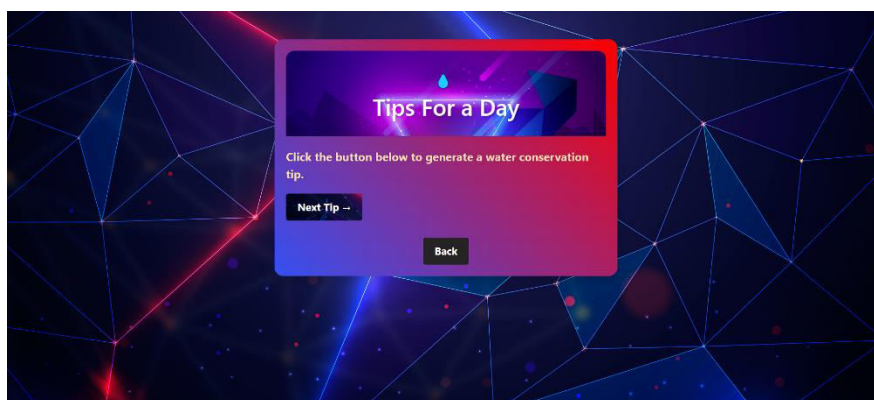 Tips For a Day
Click the button below to generate a water conservation
tip.
Next Tip →
Back